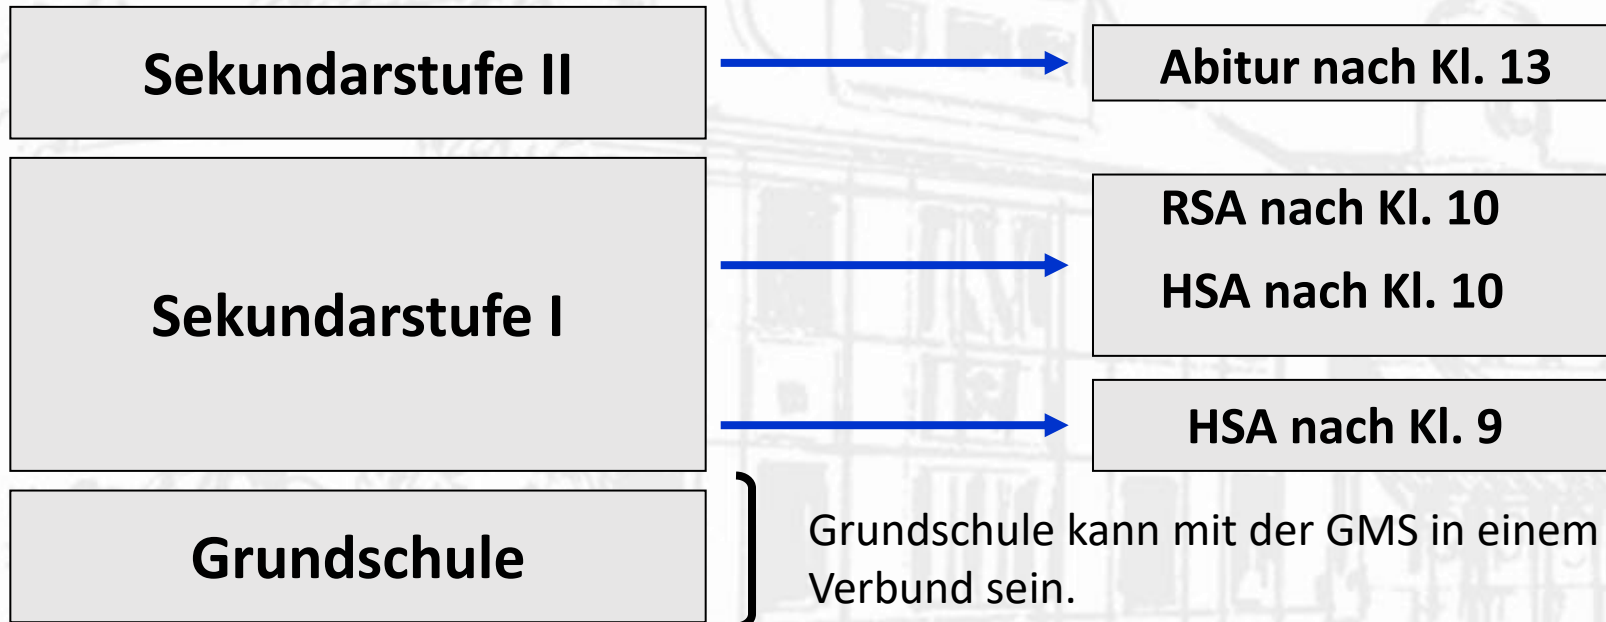 Sekundarstufe II
Abitur nach Kl. 13
Sekundarstufe I
RSA nach Kl. 10
HSA nach Kl. 10
HSA nach Kl. 9
Grundschule
Grundschule kann mit der GMS in einem
Verbund sein.